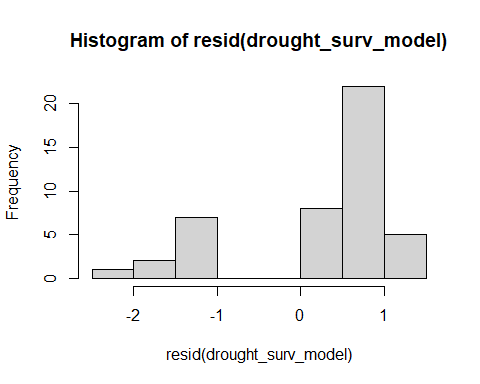 Histogram of resid(drought_surv_model)
Frequency
20
15
10
5
0
-2 -1 0 1
resid(drought_surv_model)